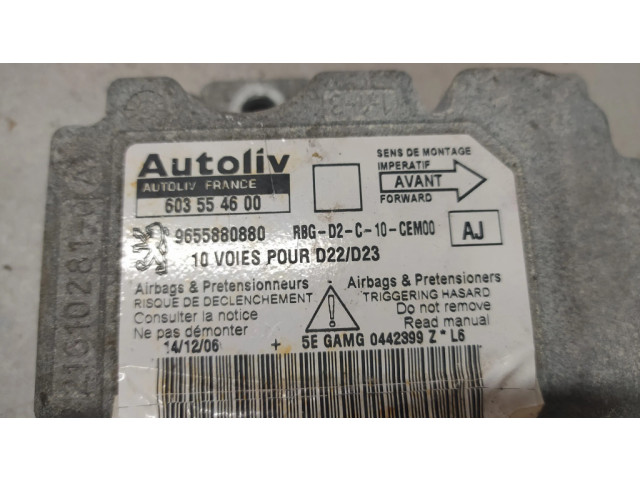 Autoliv
AUTOLIV FRANCE
603 55 46 00
SENS DE MONTAGE
IMPERATIF
AVANT
FORWARD
9655880880 RBG-D2-C-10-CEM00 AJ
10 VOIES POUR D22/D23
Airbags & Pretensionneurs
RISQUE DE DECLENCHEMENT
Consulter la notice
Ne pas démonter
Airbags & Pretensioners
TRIGGERING HASARD
Do not remove
Read manual
14/12/06 + 5E GAMG 0442399 Z * L6